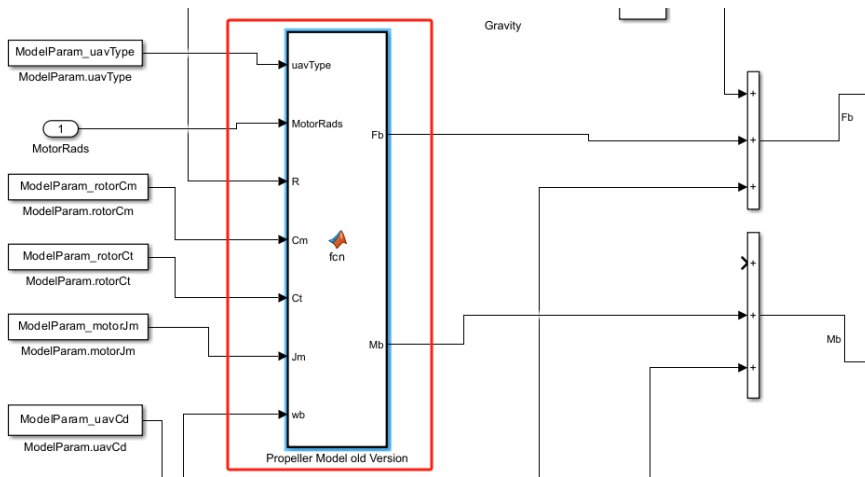 Gravity
ModelParam_uavType
ModelParam.uavType
1
MotorRads
ModelParam_rotorCm
ModelParam.rotorCm
ModelParam_rotorCt
ModelParam.rotorCt
ModelParam_motorJm
ModelParam.motorJm
ModelParam_uavCd
ModelParam.uavCd
uavType
MotorRads
R
Cm
Ct
Jm
wb
fcn
Fb
Mb
Propeller Model old Version
+
+
+
Fb
+
+
+
Mb